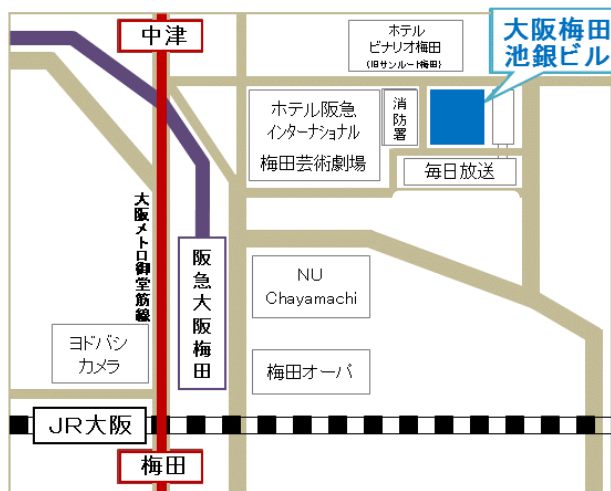 中津
ホテル
ビナリオ梅田
(旧サンルート梅田)
大阪梅田
池銀ビル
ホテル阪急
インターナショナル
梅田芸術劇場
消防署
毎日放送
大阪メトロ御堂筋線
阪急大阪梅田
NU
Chayamachi
ヨドバシ
カメラ
梅田オーパ
JR大阪
梅田